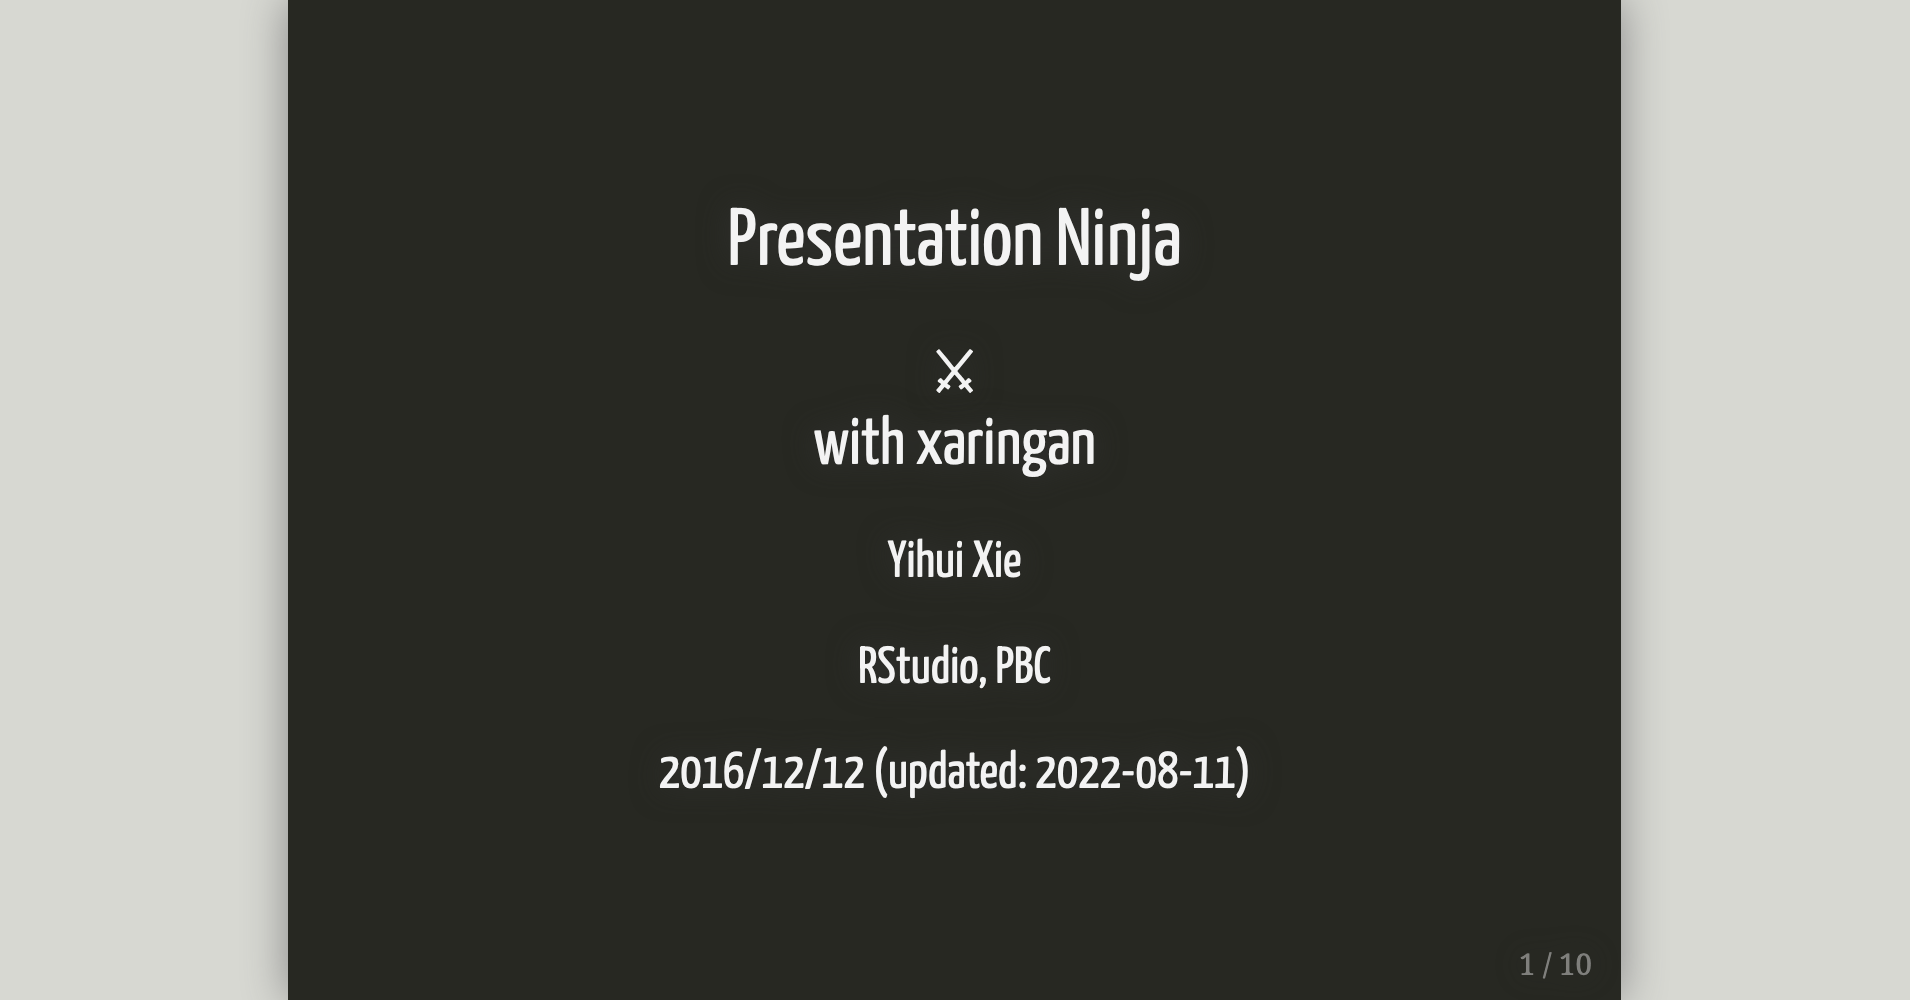 Presentation Ninja
⚔
with xaringan
Yihui Xie
RStudio, PBC
2016/12/12 (updated: 2022-08-11)
1 / 10